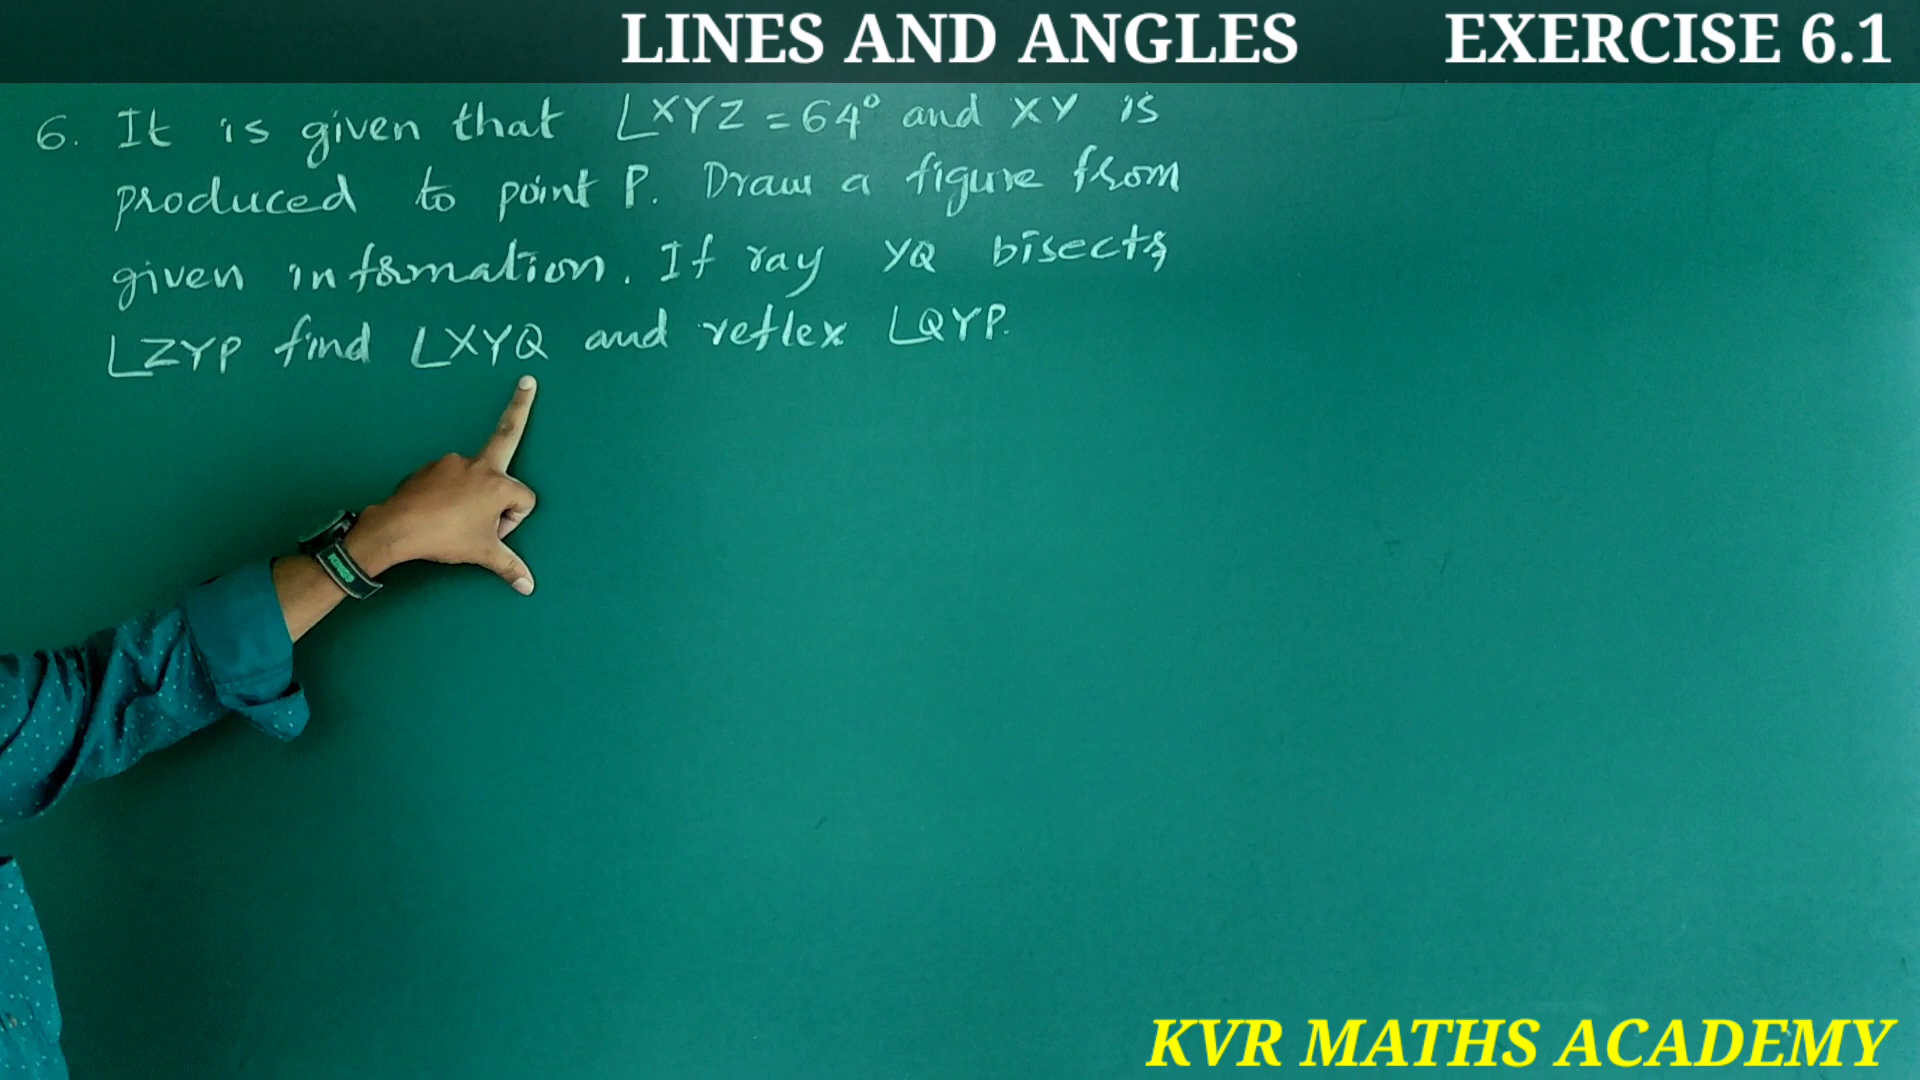 LINES AND ANGLES EXERCISE 6.1
6. It is given that ∠XYZ = 64° and XY is
produced to point P. Draw a figure from
given information. If ray YQ bisects
∠ZYP find ∠XYQ and reflex ∠QYP.
KVR MATHS ACADEMY